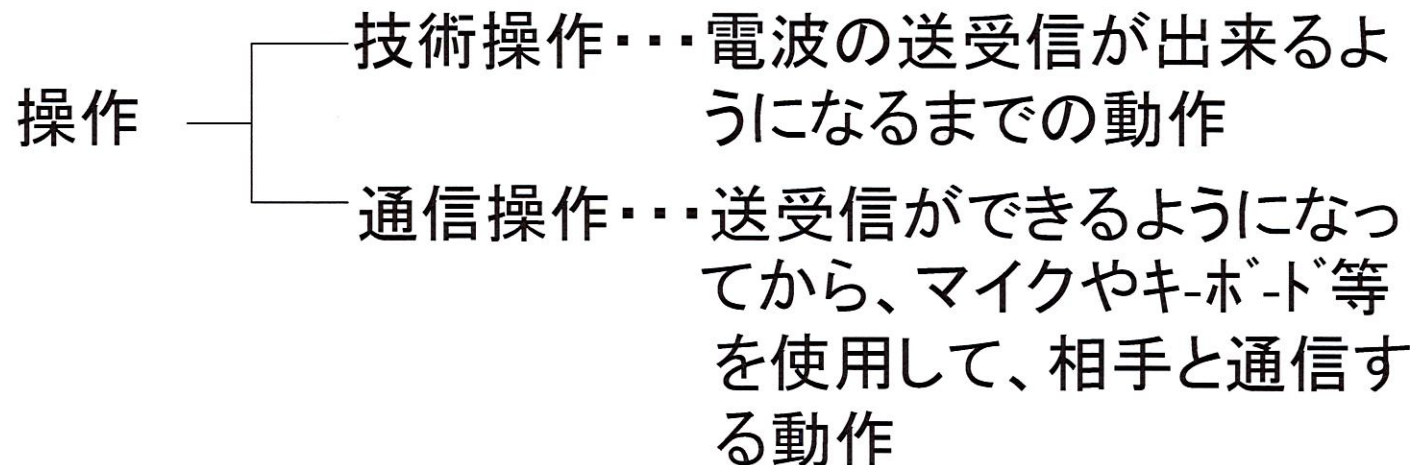 操作
技術操作・・・電波の送受信が出来るよ
うになるまでの動作
通信操作・・・送受信ができるようになっ
てから、マイクやキ-ボ-ド等
を使用して、相手と通信す
る動作